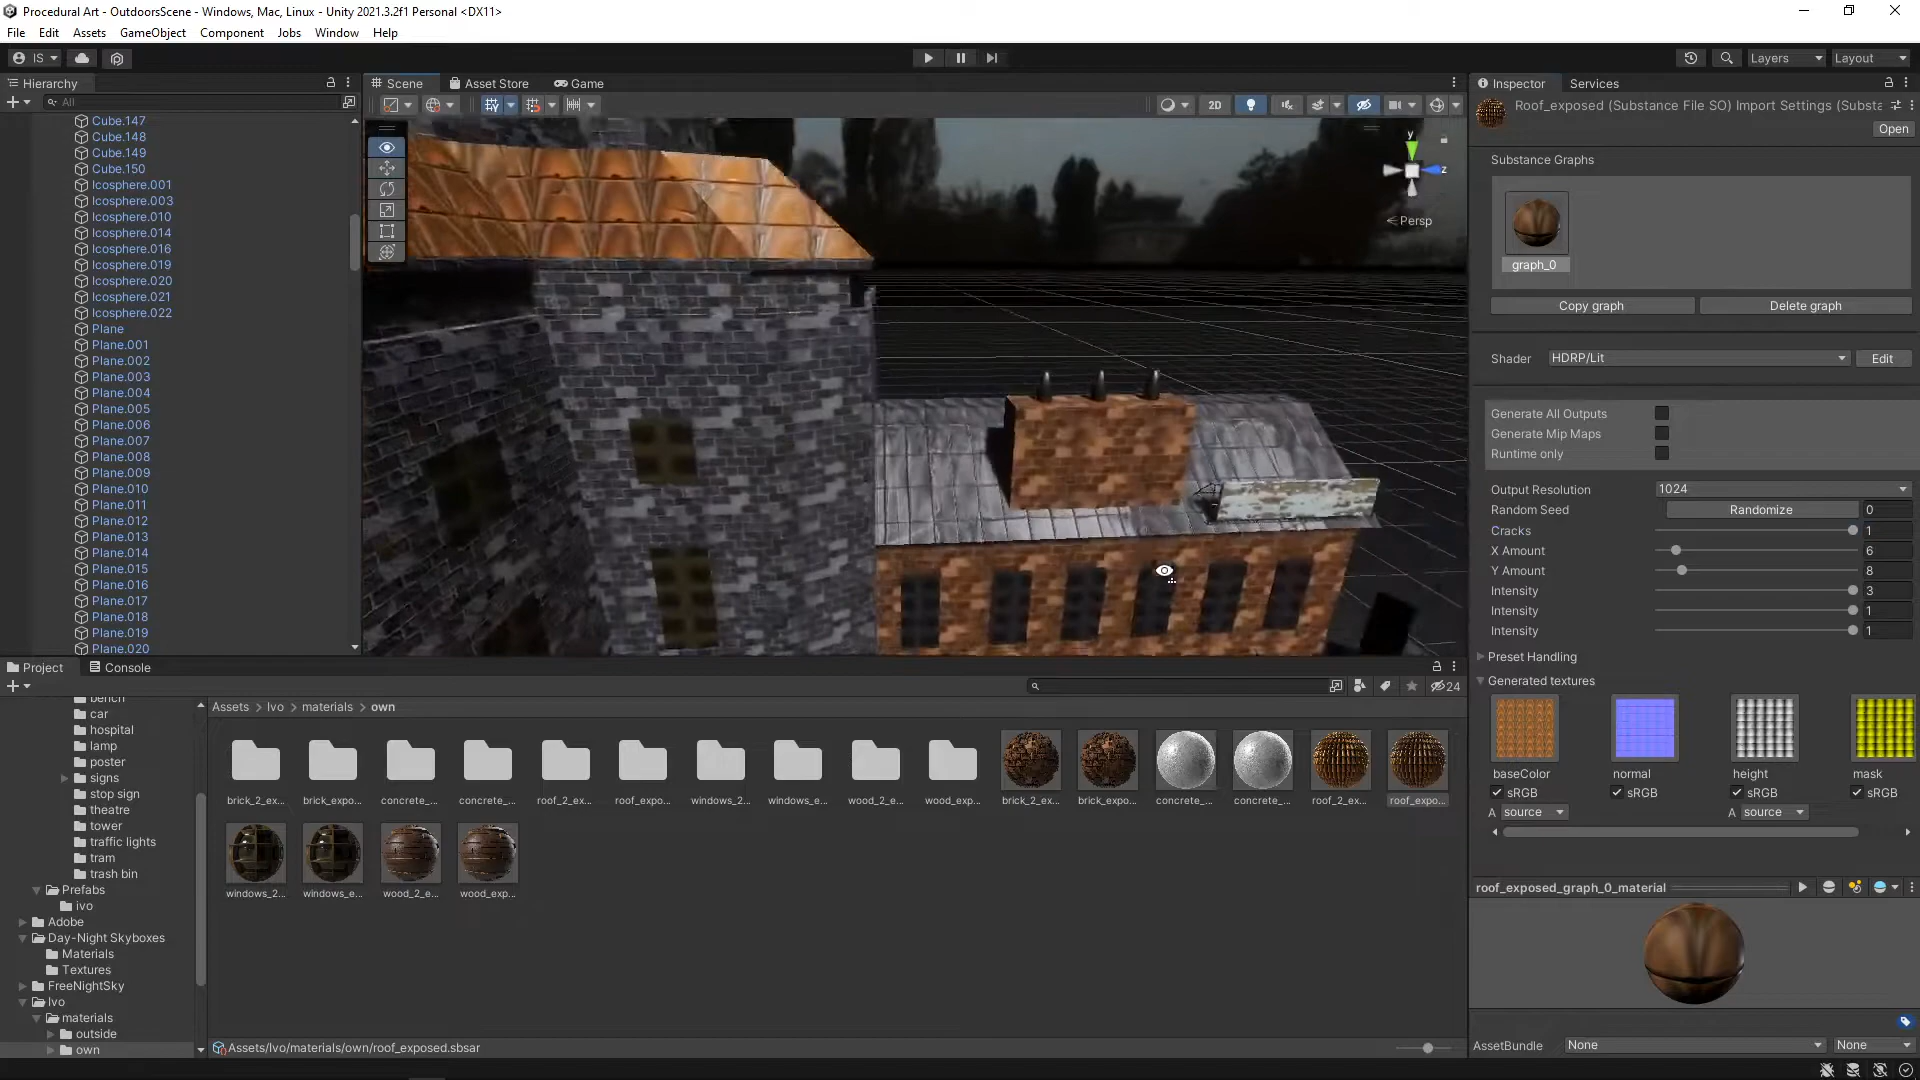 Procedural Art - OutdoorsScene - Windows, Mac, Linux - Unity 2021.3.2f1 Personal <DX11>
File Edit Assets GameObject Component Jobs Window Help
IS Layers Layout
Hierarchy
All
Cube.147
Cube.148
Cube.149
Cube.150
Icosphere.001
Icosphere.003
Icosphere.010
Icosphere.014
Icosphere.016
Icosphere.019
Icosphere.020
Icosphere.021
Icosphere.022
Plane
Plane.001
Plane.002
Plane.003
Plane.004
Plane.005
Plane.006
Plane.007
Plane.008
Plane.009
Plane.010
Plane.011
Plane.012
Plane.013
Plane.014
Plane.015
Plane.016
Plane.017
Plane.018
Plane.019
Plane.020
Scene Asset Store Game
2D
y
z
Persp
Inspector Services
Roof_exposed (Substance File SO) Import Settings (Substa
Open
Substance Graphs
graph_0
Copy graph Delete graph
Shader HDRP/Lit Edit
Generate All Outputs
Generate Mip Maps
Runtime only
Output Resolution 1024
Random Seed Randomize 0
Cracks 1
X Amount 6
Y Amount 8
Intensity 3
Intensity 1
Intensity 1
Preset Handling
Generated textures
baseColor normal height mask
sRGB sRGB sRGB sRGB
A source A source
roof_exposed_graph_0_material
AssetBundle None None
Project Console
24
bench
car
hospital
lamp
poster
signs
stop sign
theatre
tower
traffic lights
tram
trash bin
Prefabs
ivo
Adobe
Day-Night Skyboxes
Materials
Textures
FreeNightSky
Ivo
materials
outside
own
Assets > Ivo > materials > own
brick_2_ex... brick_expo... concrete_... concrete_... roof_2_ex... roof_expo... windows_2... windows_e... wood_2_e... wood_exp... brick_2_ex... brick_expo... concrete_... concrete_... roof_2_ex... roof_expo...
windows_2... windows_e... wood_2_e... wood_exp...
Assets/Ivo/materials/own/roof_exposed.sbsar